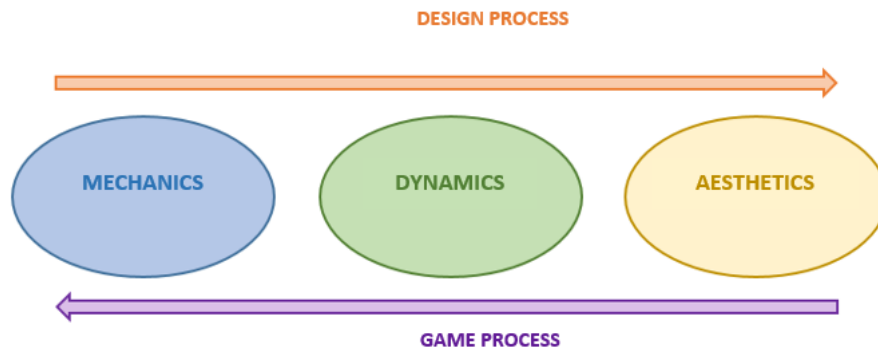 DESIGN PROCESS
MECHANICS
DYNAMICS
AESTHETICS
GAME PROCESS